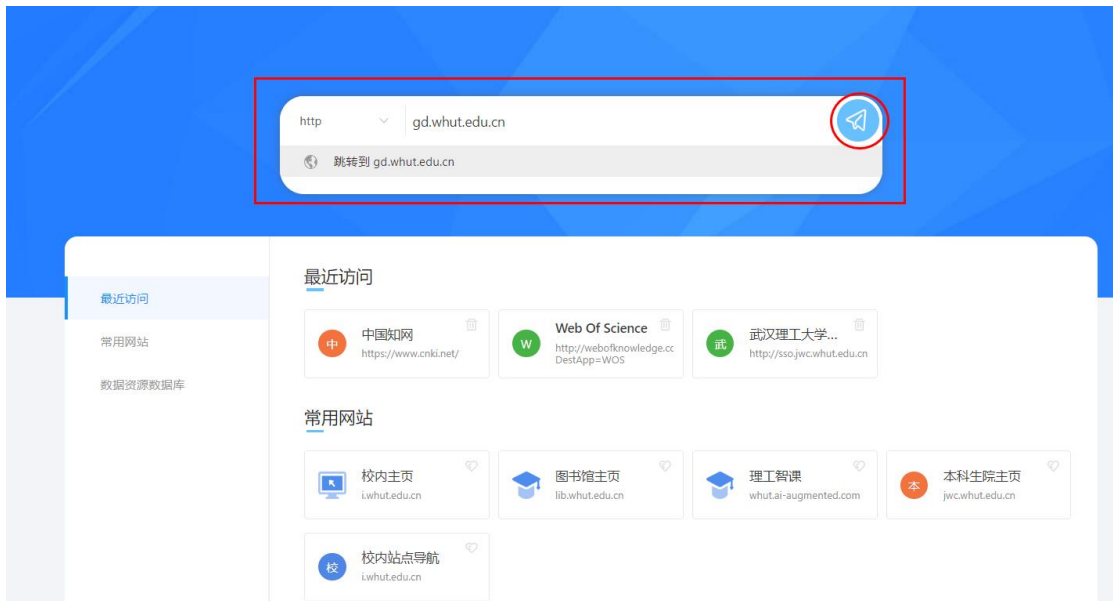 http
gd.whut.edu.cn
跳转到 gd.whut.edu.cn
最近访问
常用网站
数据资源数据库
最近访问
中
中国知网
https://www.cnki.net/
W
Web Of Science
http://webofknowledge.cc
DestApp=WOS
武
武汉理工大学...
http://sso.jwc.whut.edu.cn
常用网站
校内主页
i.whut.edu.cn
图书馆主页
lib.whut.edu.cn
理工智课
whut.ai-augmented.com
本
本科生院主页
jwc.whut.edu.cn
校
校内站点导航
i.whut.edu.cn